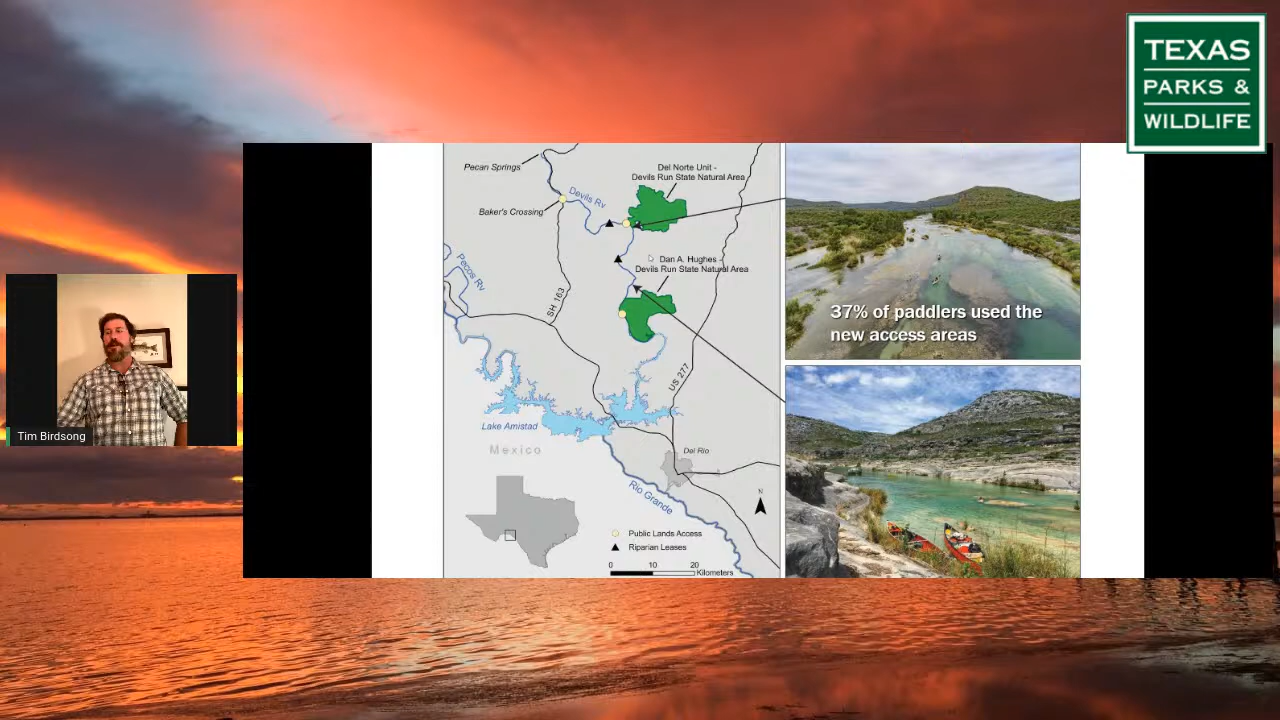 TEXAS
PARKS &
WILDLIFE
Pecan Springs
Del Norte Unit -
Devils Run State Natural Area
Devils Rv
Baker's Crossing
Dan A. Hughes -
Devils Run State Natural Area
Pecos Rv
SH 163
US 277
Lake Amistad
Mexico
Del Rio
Rio Grande
N
Public Lands Access
Riparian Leases
0 10 20
Kilometers
37% of paddlers used the
new access areas
Tim Birdsong